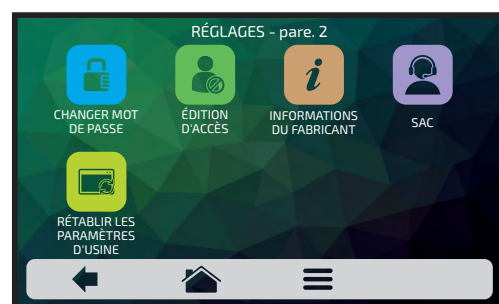 RÉGLAGES - pare. 2
CHANGER MOT
DE PASSE
ÉDITION
D'ACCÈS
INFORMATIONS
DU FABRICANT
SAC
RÉTABLIR LES
PARAMÈTRES
D'USINE